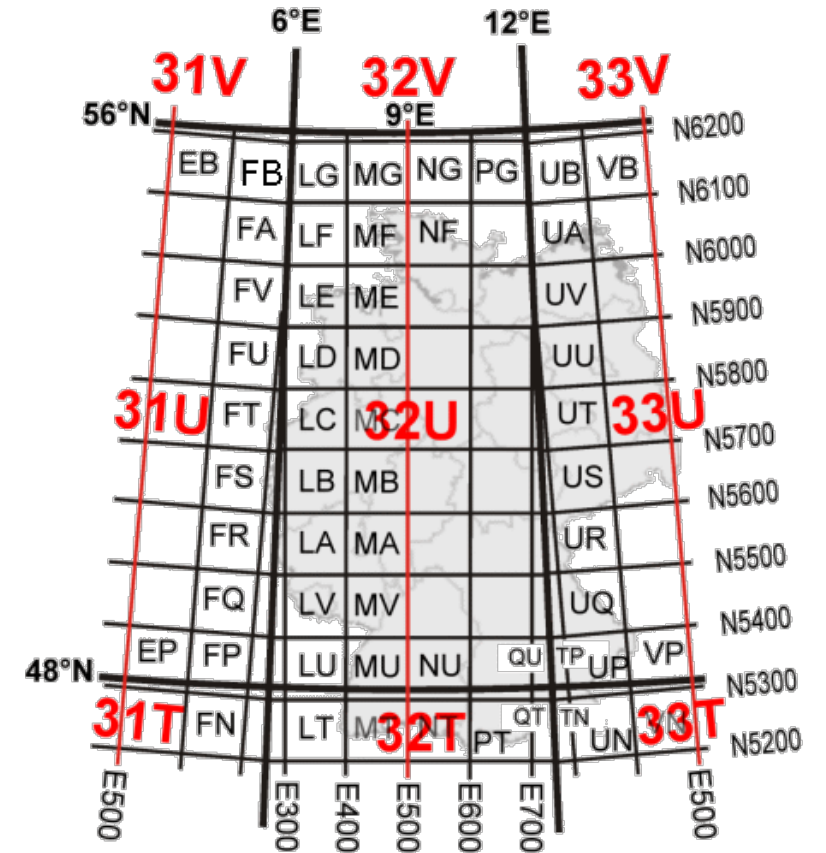 6°E 12°E
31V 32V 33V
56°N 9°E N6200
EB FB LG MG NG PG UB VB N6100
FA LF MF NF UA N6000
FV LE ME UV N5900
FU LD MD UU N5800
31U FT LC MC 32U UT 33U N5700
FS LB MB US N5600
FR LA MA UR N5500
FQ LV MV UQ N5400
EP FP LU MU NU QU TP UP VP
48°N N5300
31T FN LT MT 32T NT PT QT TN UN 33T N5200
E500 E300 E400 E500 E600 E700 E500